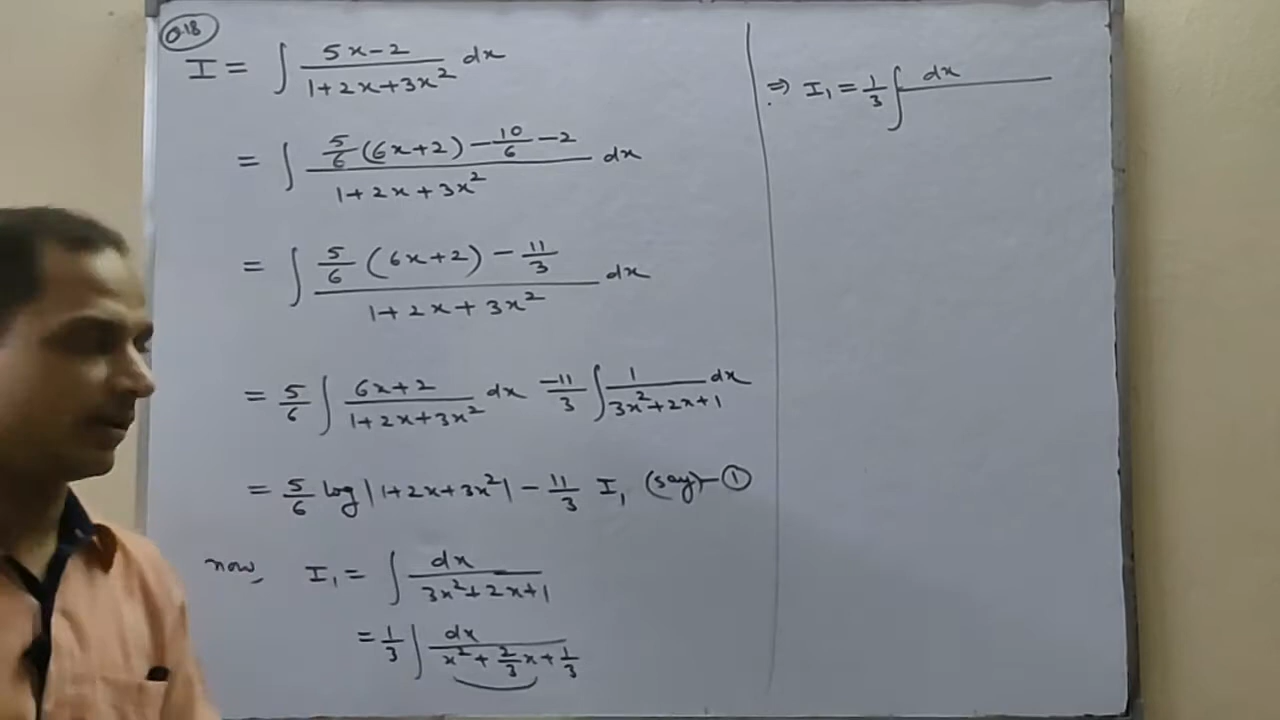 Q.18
I = ∫ (5x-2)/(1+2x+3x²) dx
= ∫ (5/6 (6x+2) - 10/6 - 2)/(1+2x+3x²) dx
= ∫ (5/6 (6x+2) - 11/3)/(1+2x+3x²) dx
= 5/6 ∫ (6x+2)/(1+2x+3x²) dx -11/3 ∫ 1/(3x²+2x+1) dx
= 5/6 log|1+2x+3x²| - 11/3 I₁ (say) - ①
now, I₁ = ∫ dx/(3x²+2x+1)
= 1/3 ∫ dx/(x² + 2/3 x + 1/3)
⇒ I₁ = 1/3 ∫ dx/